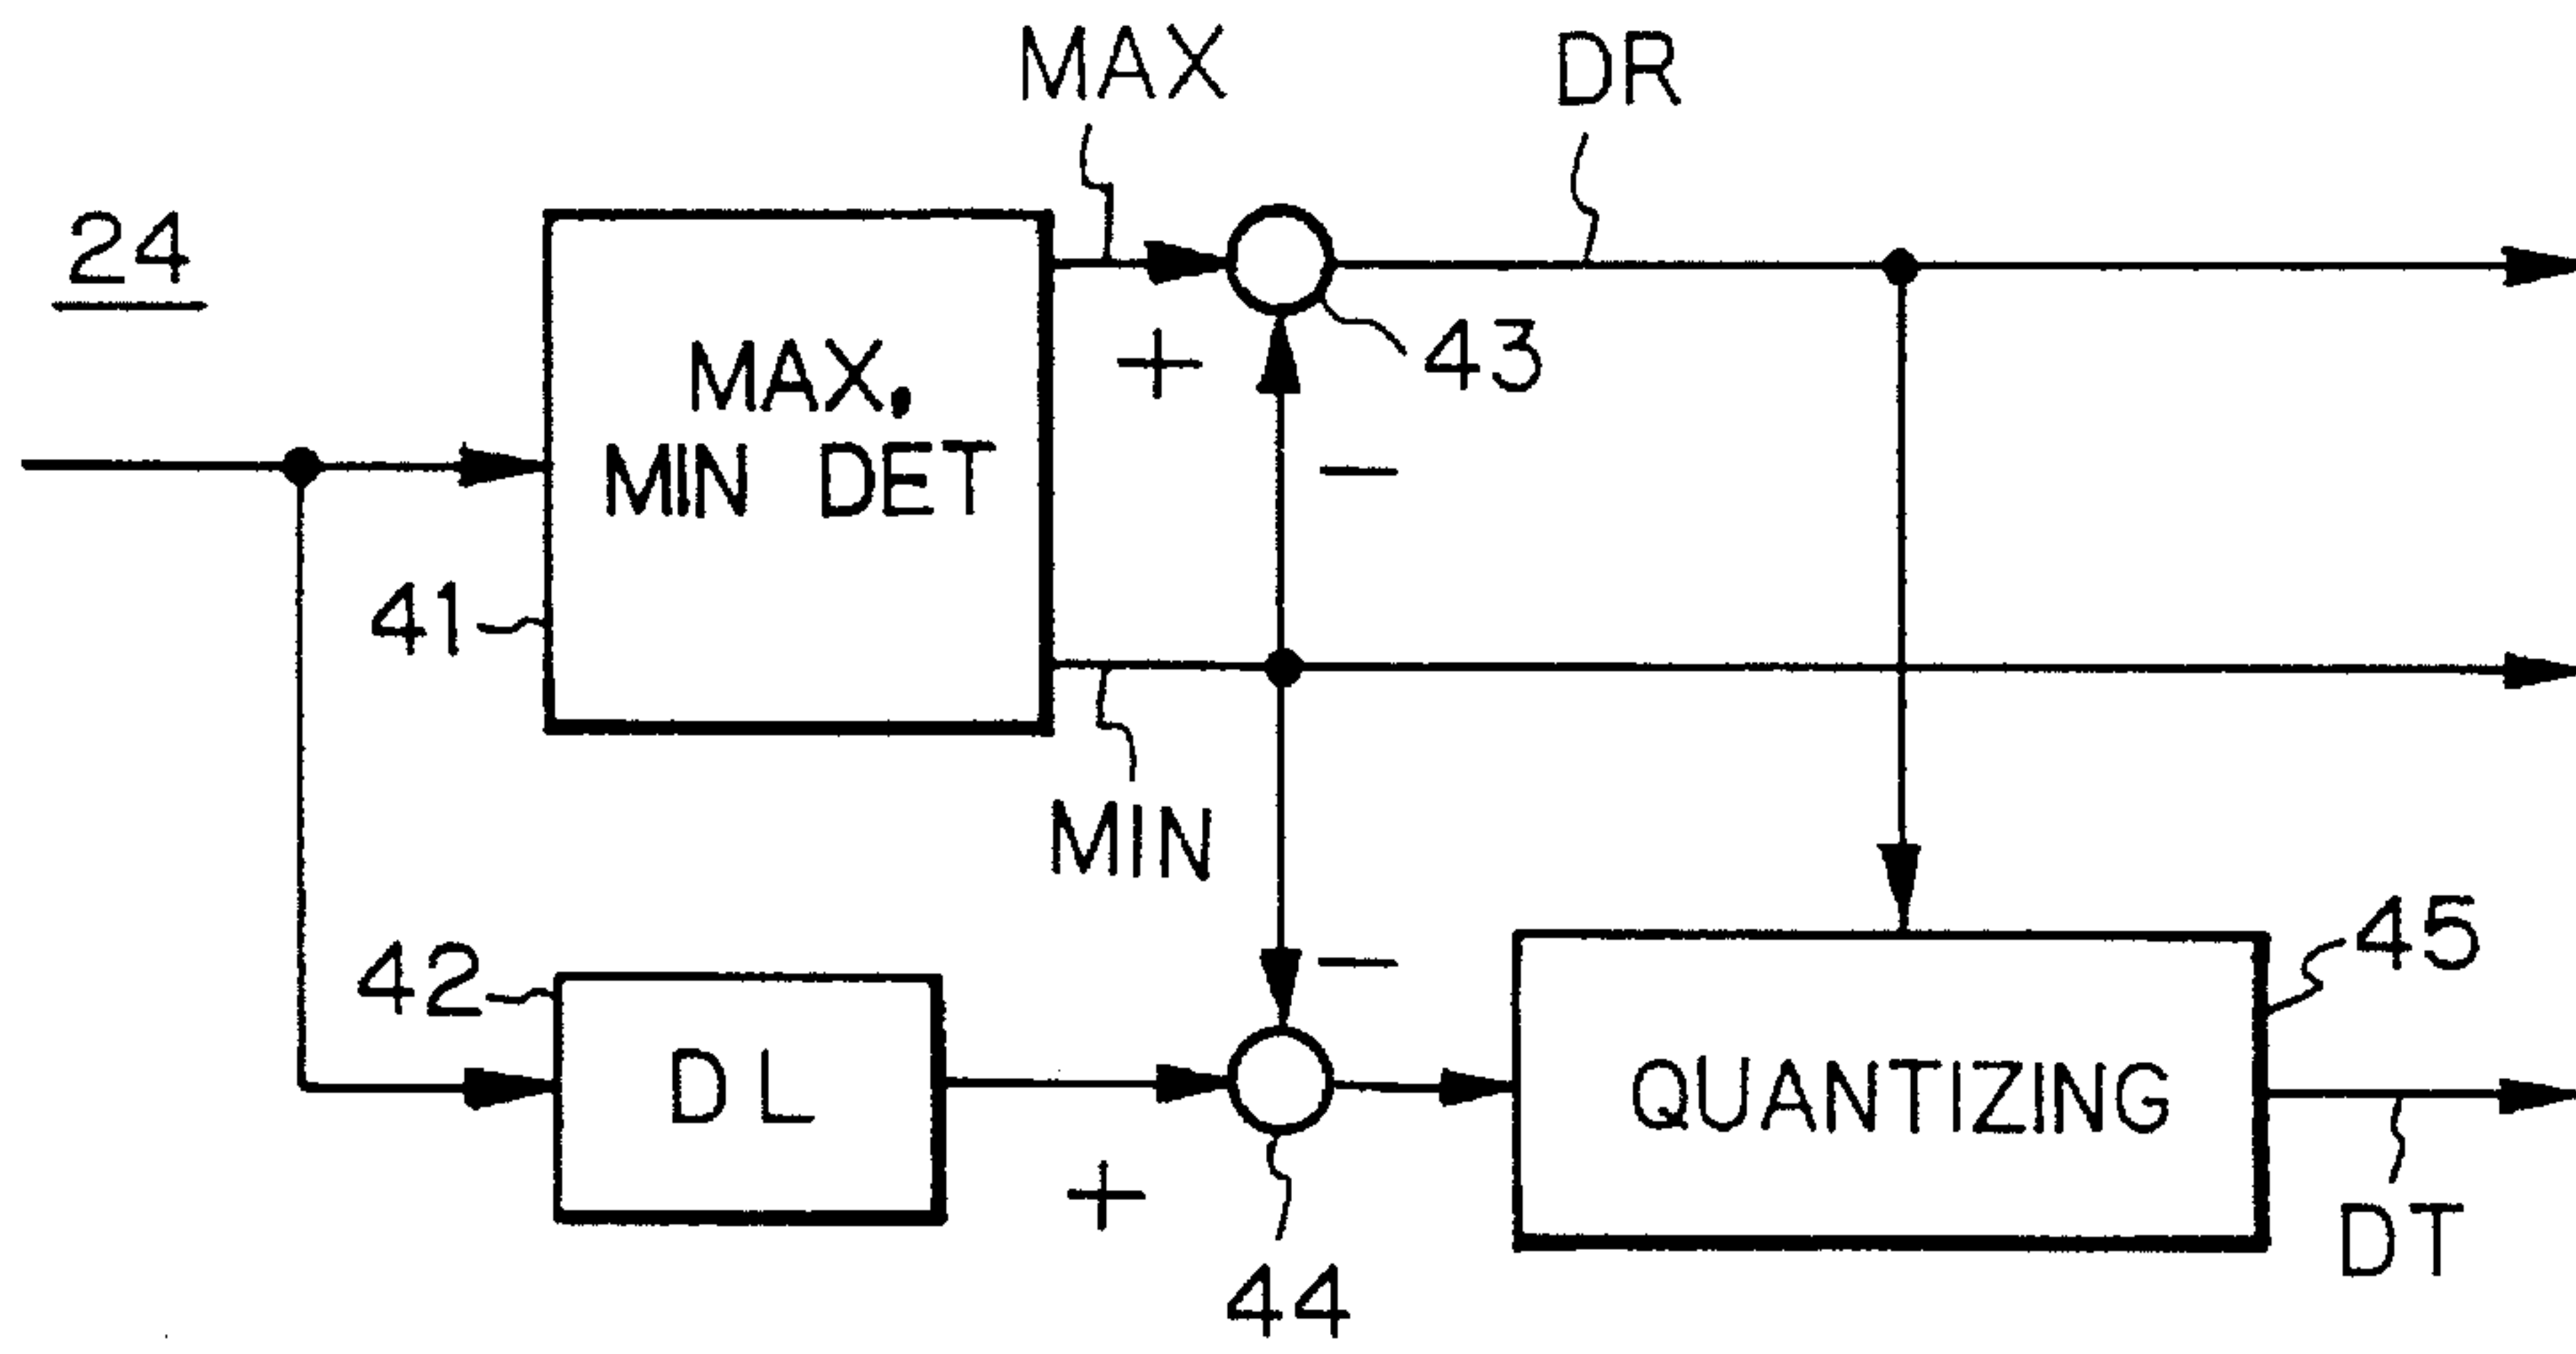 MAX
DR
24
+
43
MAX,
MIN DET
−
41
MIN
42
−
45
DL
QUANTIZING
+
DT
44